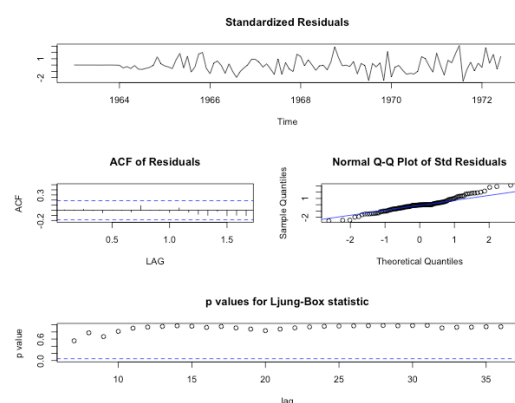 Standardized Residuals
1
-2
1964 1966 1968 1970 1972
Time
ACF of Residuals
ACF
0.3
-0.2
0.5 1.0 1.5
LAG
Normal Q-Q Plot of Std Residuals
Sample Quantiles
1
-2
-2 -1 0 1 2
Theoretical Quantiles
p values for Ljung-Box statistic
p value
0.6
0.0
10 15 20 25 30 35
lag